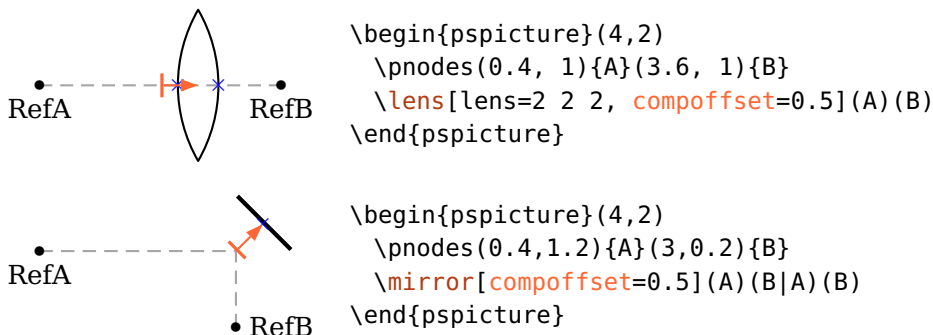 RefA
RefB
\begin{pspicture}(4,2)
  \pnodes(0.4, 1){A}(3.6, 1){B}
  \lens[lens=2 2 2, compoffset=0.5](A)(B)
\end{pspicture}
RefA
RefB
\begin{pspicture}(4,2)
  \pnodes(0.4,1.2){A}(3,0.2){B}
  \mirror[compoffset=0.5](A)(B|A)(B)
\end{pspicture}